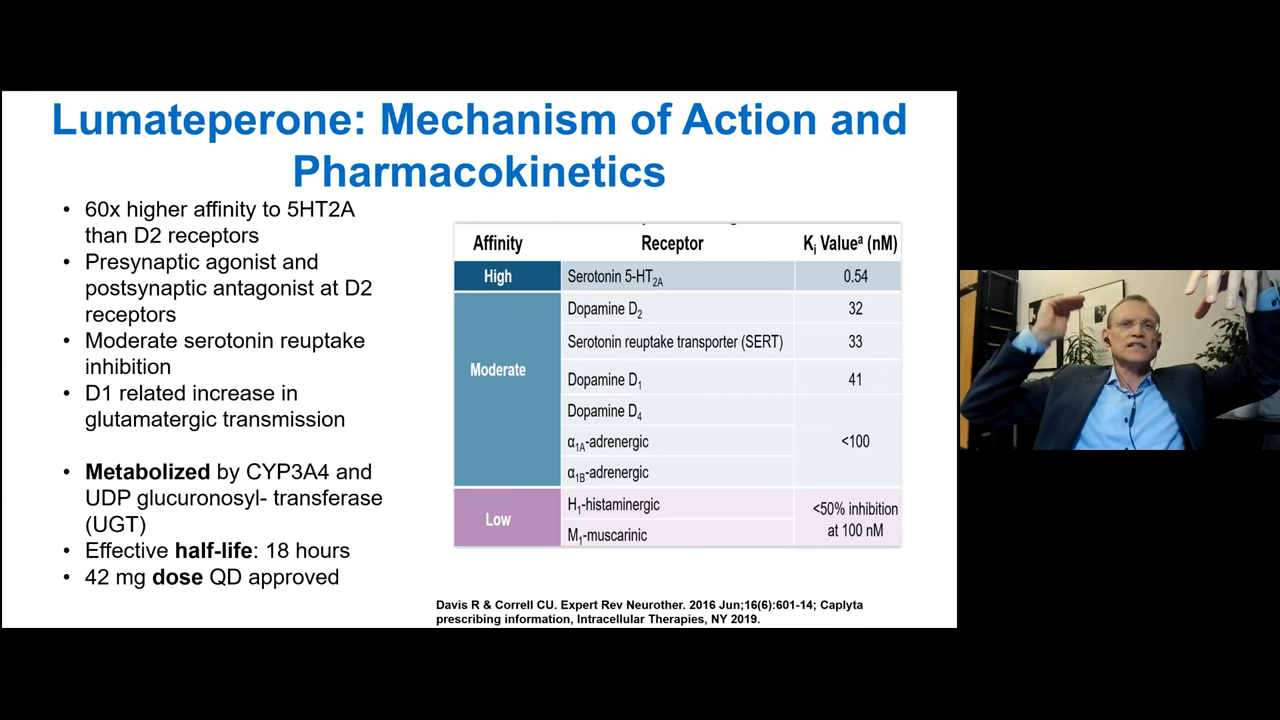 Lumateperone: Mechanism of Action and
Pharmacokinetics
• 60x higher affinity to 5HT2A
than D2 receptors
• Presynaptic agonist and
postsynaptic antagonist at D2
receptors
• Moderate serotonin reuptake
inhibition
• D1 related increase in
glutamatergic transmission
• Metabolized by CYP3A4 and
UDP glucuronosyl- transferase
(UGT)
• Effective half-life: 18 hours
• 42 mg dose QD approved
Affinity Receptor Kᵢ Valueᵃ (nM)
High Serotonin 5-HT₂A 0.54
Moderate
Dopamine D₂ 32
Serotonin reuptake transporter (SERT) 33
Dopamine D₁ 41
Dopamine D₄
α₁A-adrenergic <100
α₁B-adrenergic
Low
H₁-histaminergic
M₁-muscarinic
<50% inhibition
at 100 nM
Davis R & Correll CU. Expert Rev Neurother. 2016 Jun;16(6):601-14; Caplyta
prescribing information, Intracellular Therapies, NY 2019.